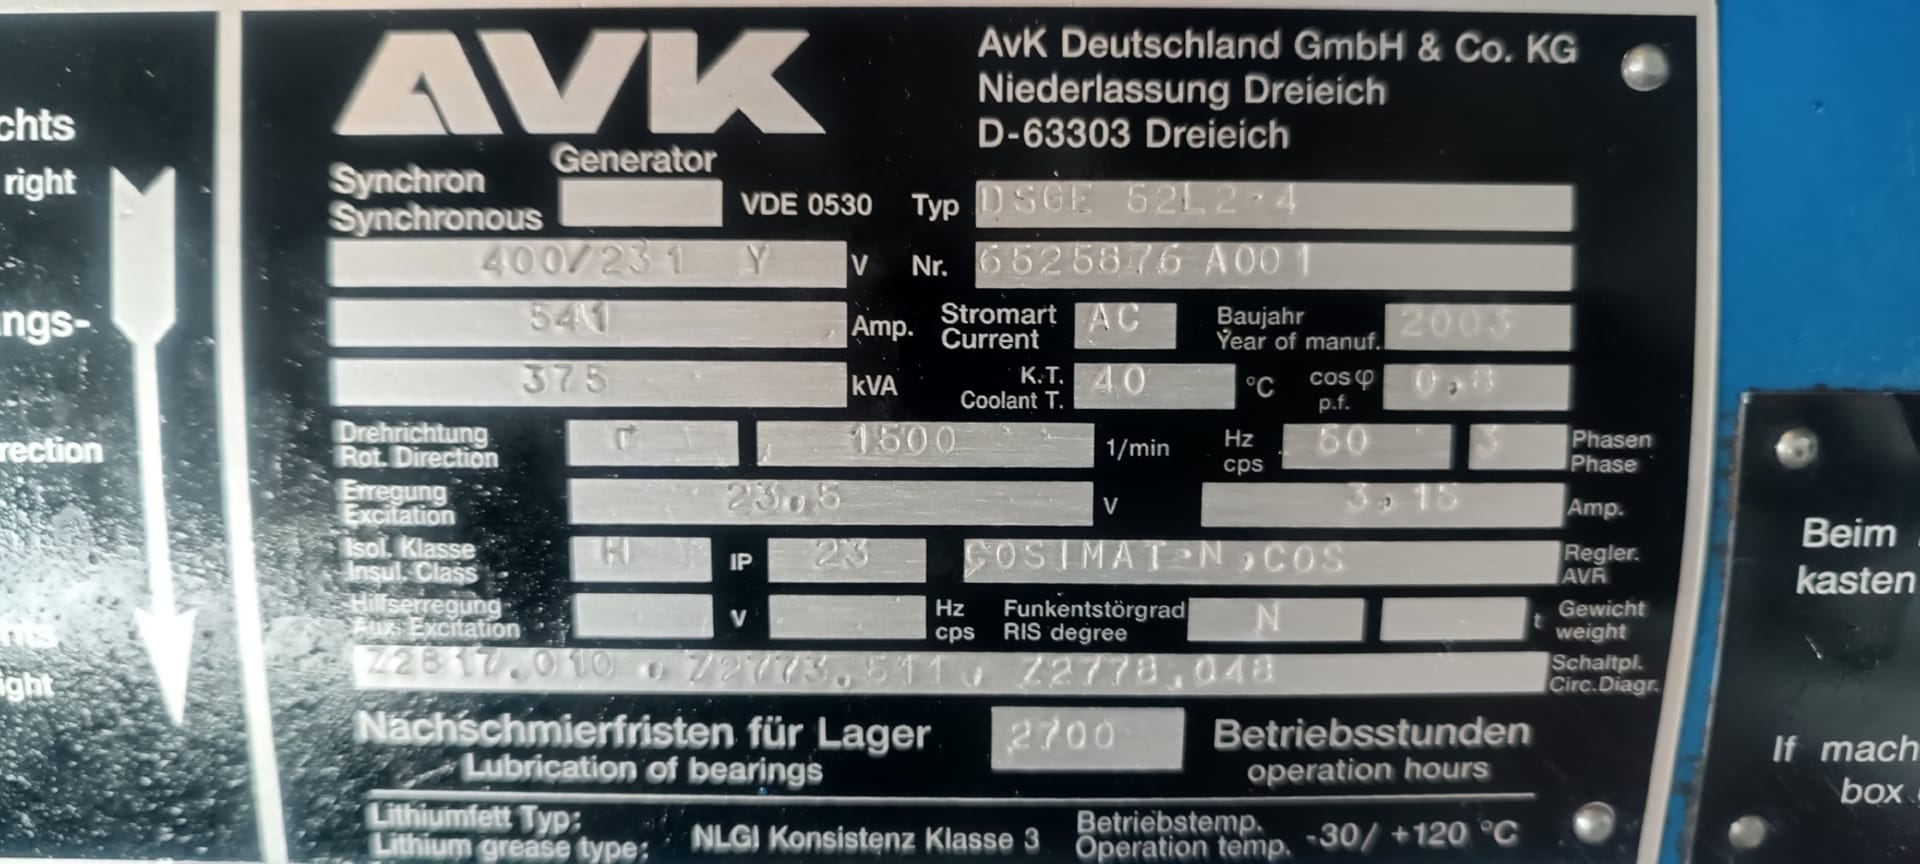 AVK
AvK Deutschland GmbH & Co. KG
Niederlassung Dreieich
D-63303 Dreieich
Generator
Synchron
Synchronous
VDE 0530 Typ DSGE 62L2-4
400/231 Y V Nr. 6525876 A001
541 Amp. Stromart AC Baujahr 2003
Current Year of manuf.
375 kVA K.T. 40 °C cos φ 0,8
Coolant T. p.f.
Drehrichtung r 1500 1/min Hz 50 3 Phasen
Rot. Direction cps Phase
Erregung 23,5 V 3,15 Amp.
Excitation
Isol. Klasse H IP 23 COSIMAT-N,COS Regler.
Insul. Class AVR
Hilfserregung V Hz Funkentstörgrad N t Gewicht
Aux. Excitation cps RIS degree weight
Z2817.010 , Z2773.511, Z2778.048 Schaltpl.
Circ.Diagr.
Nachschmierfristen für Lager 2700 Betriebsstunden
Lubrication of bearings operation hours
Lithiumfett Typ: NLGI Konsistenz Klasse 3 Betriebstemp. -30/ +120 °C
Lithium grease type: Operation temp.
chts
right
ngs-
rection
ight
Beim
kasten
If mach
box